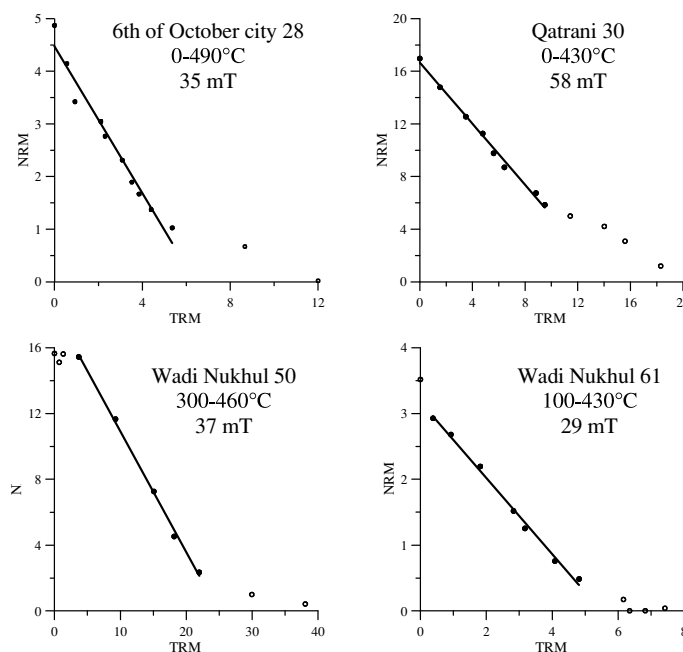 6th of October city 28
0-490°C
35 mT
5
4
3
2
1
0
NRM
0 4 8 12
TRM
Qatrani 30
0-430°C
58 mT
20
16
12
8
4
0
NRM
0 4 8 12 16 20
TRM
Wadi Nukhul 50
300-460°C
37 mT
16
12
8
4
0
N
0 10 20 30 40
TRM
Wadi Nukhul 61
100-430°C
29 mT
4
3
2
1
0
NRM
0 2 4 6 8
TRM